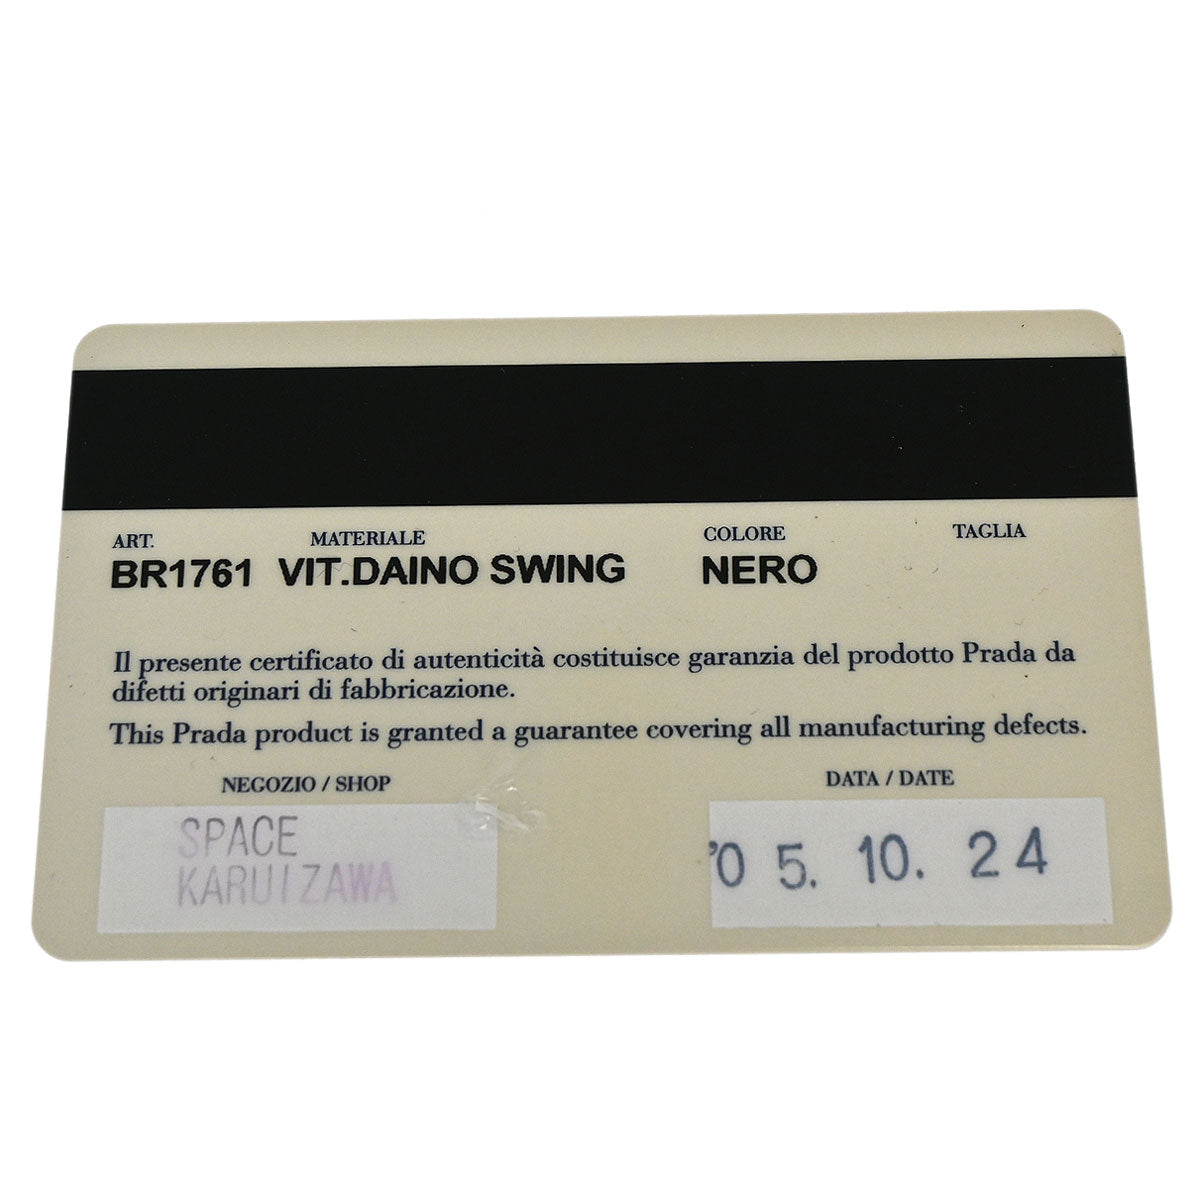 ART. MATERIALE COLORE TAGLIA
BR1761 VIT.DAINO SWING NERO
Il presente certificato di autenticità costituisce garanzia del prodotto Prada da
difetti originari di fabbricazione.
This Prada product is granted a guarantee covering all manufacturing defects.
NEGOZIO / SHOP DATA / DATE
SPACE
KARUIZAWA
'05. 10. 24